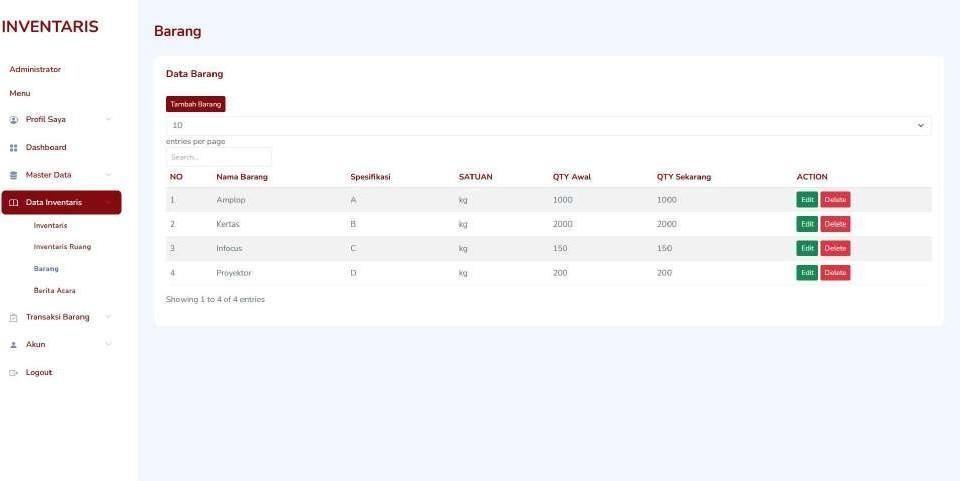 INVENTARIS
Administrator
Menu
Profil Saya
Dashboard
Master Data
Data Inventaris
Inventaris
Inventaris Ruang
Barang
Berita Acara
Transaksi Barang
Akun
Logout
Barang
Data Barang
Tambah Barang
10
entries per page
Search...
NO Nama Barang Spesifikasi SATUAN QTY Awal QTY Sekarang ACTION
1 Amplop A kg 1000 1000 Edit Delete
2 Kertas B kg 2000 2000 Edit Delete
3 Infocus C kg 150 150 Edit Delete
4 Proyektor D kg 200 200 Edit Delete
Showing 1 to 4 of 4 entries